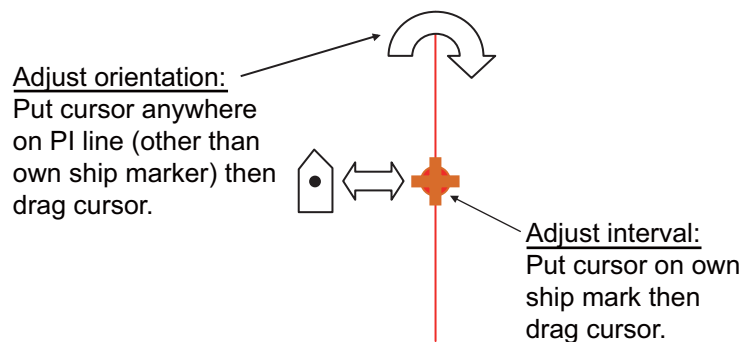 Adjust orientation:
Put cursor anywhere
on PI line (other than
own ship marker) then
drag cursor.
Adjust interval:
Put cursor on own
ship mark then
drag cursor.